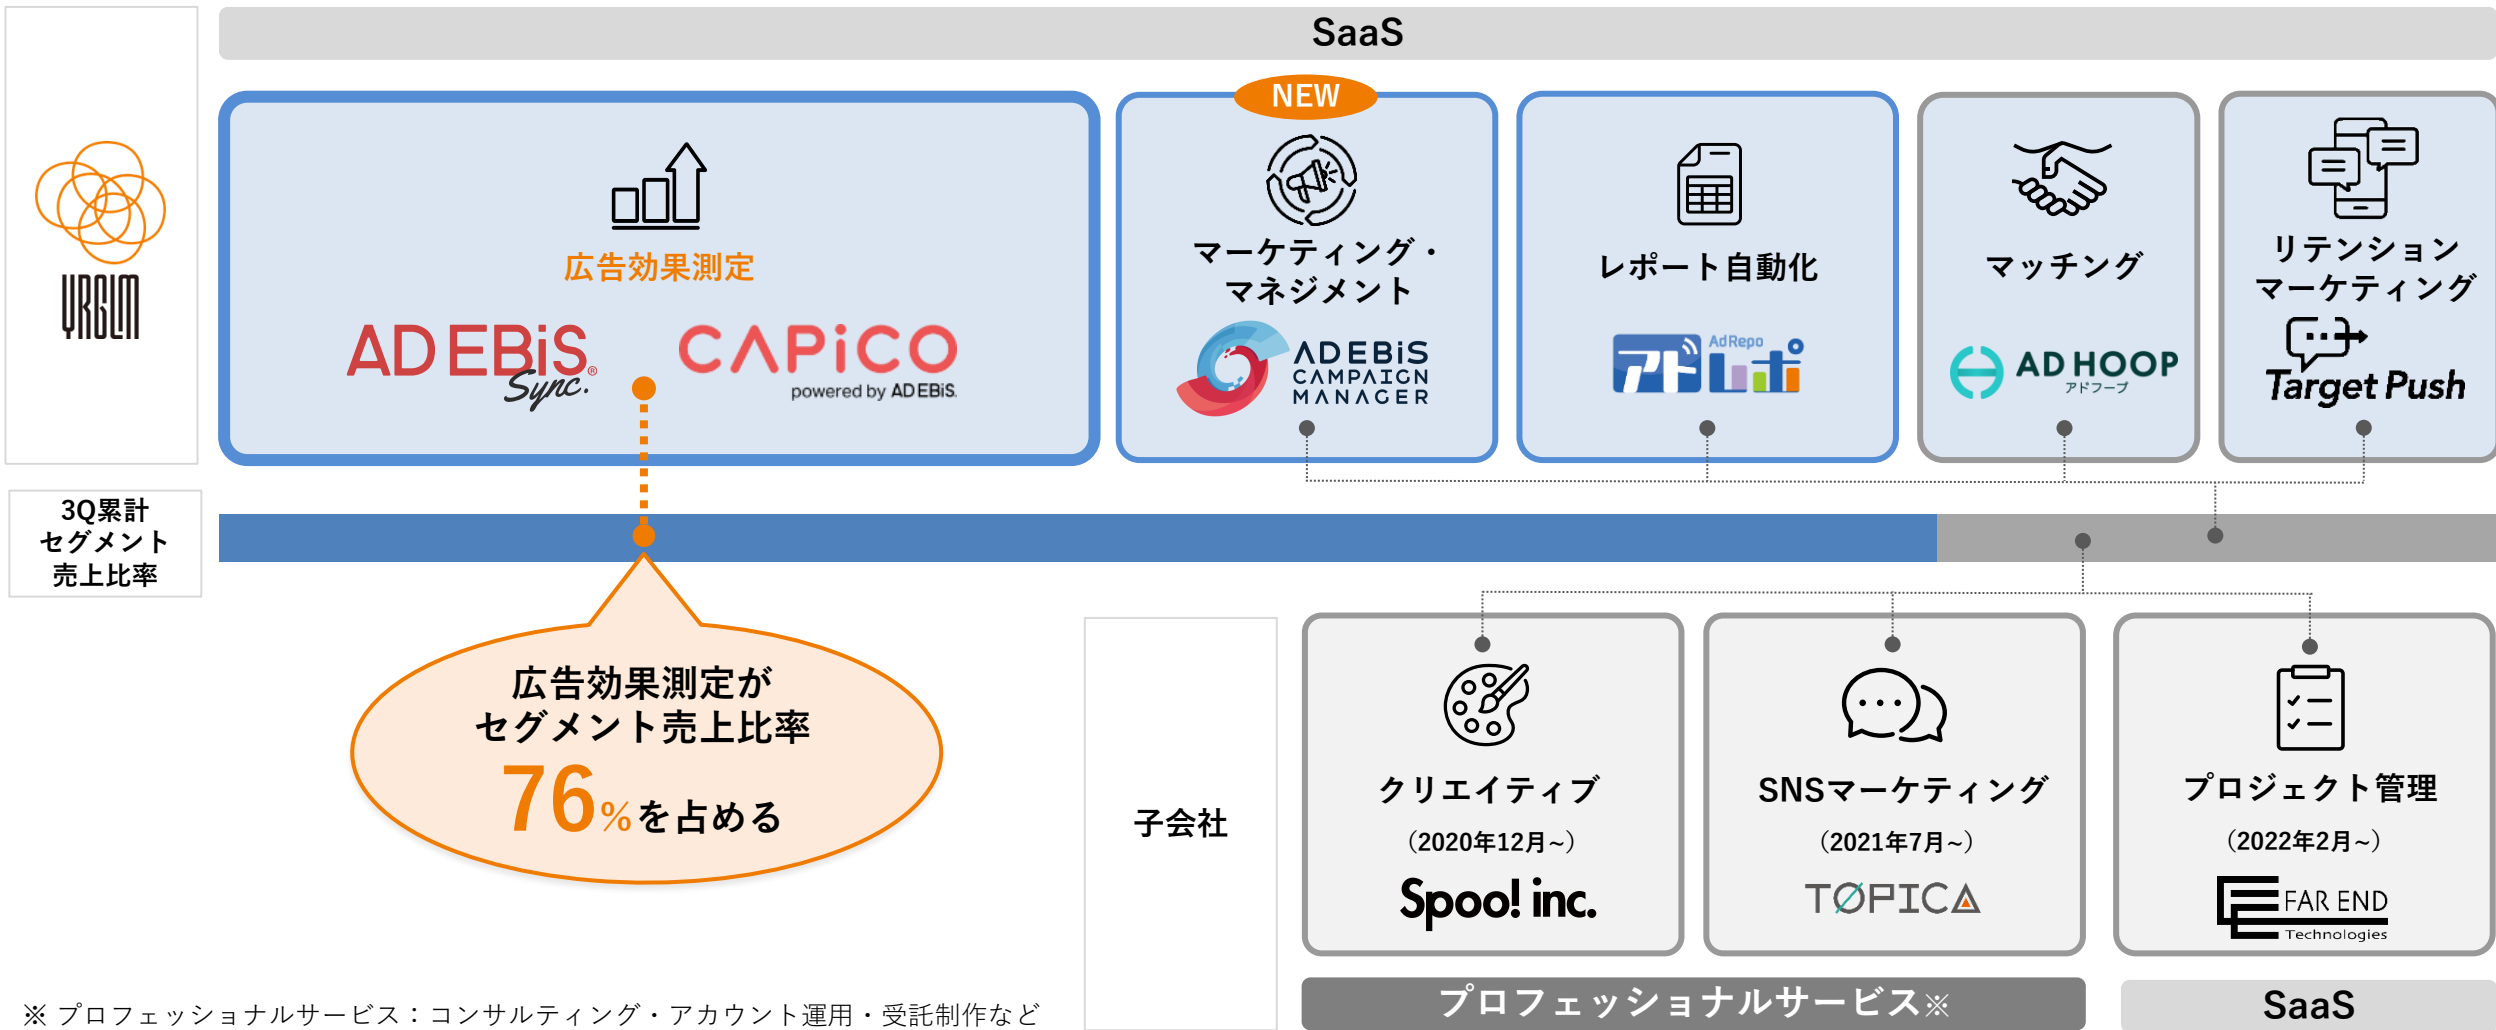 SaaS
YRGLM
NEW
広告効果測定
AD EBiS®
Sync.
CAPiCO
powered by AD EBiS.
マーケティング・
マネジメント
AD EBiS
CAMPAIGN
MANAGER
レポート自動化
アドレポ
AdRepo
マッチング
AD HOOP
アドフープ
リテンション
マーケティング
Target Push
3Q累計
セグメント
売上比率
広告効果測定が
セグメント売上比率
76%を占める
子会社
クリエイティブ
（2020年12月~）
Spoo! inc.
SNSマーケティング
（2021年7月~）
TOPICA
プロジェクト管理
（2022年2月~）
FAR END
Technologies
プロフェッショナルサービス※
SaaS
※ プロフェッショナルサービス：コンサルティング・アカウント運用・受託制作など